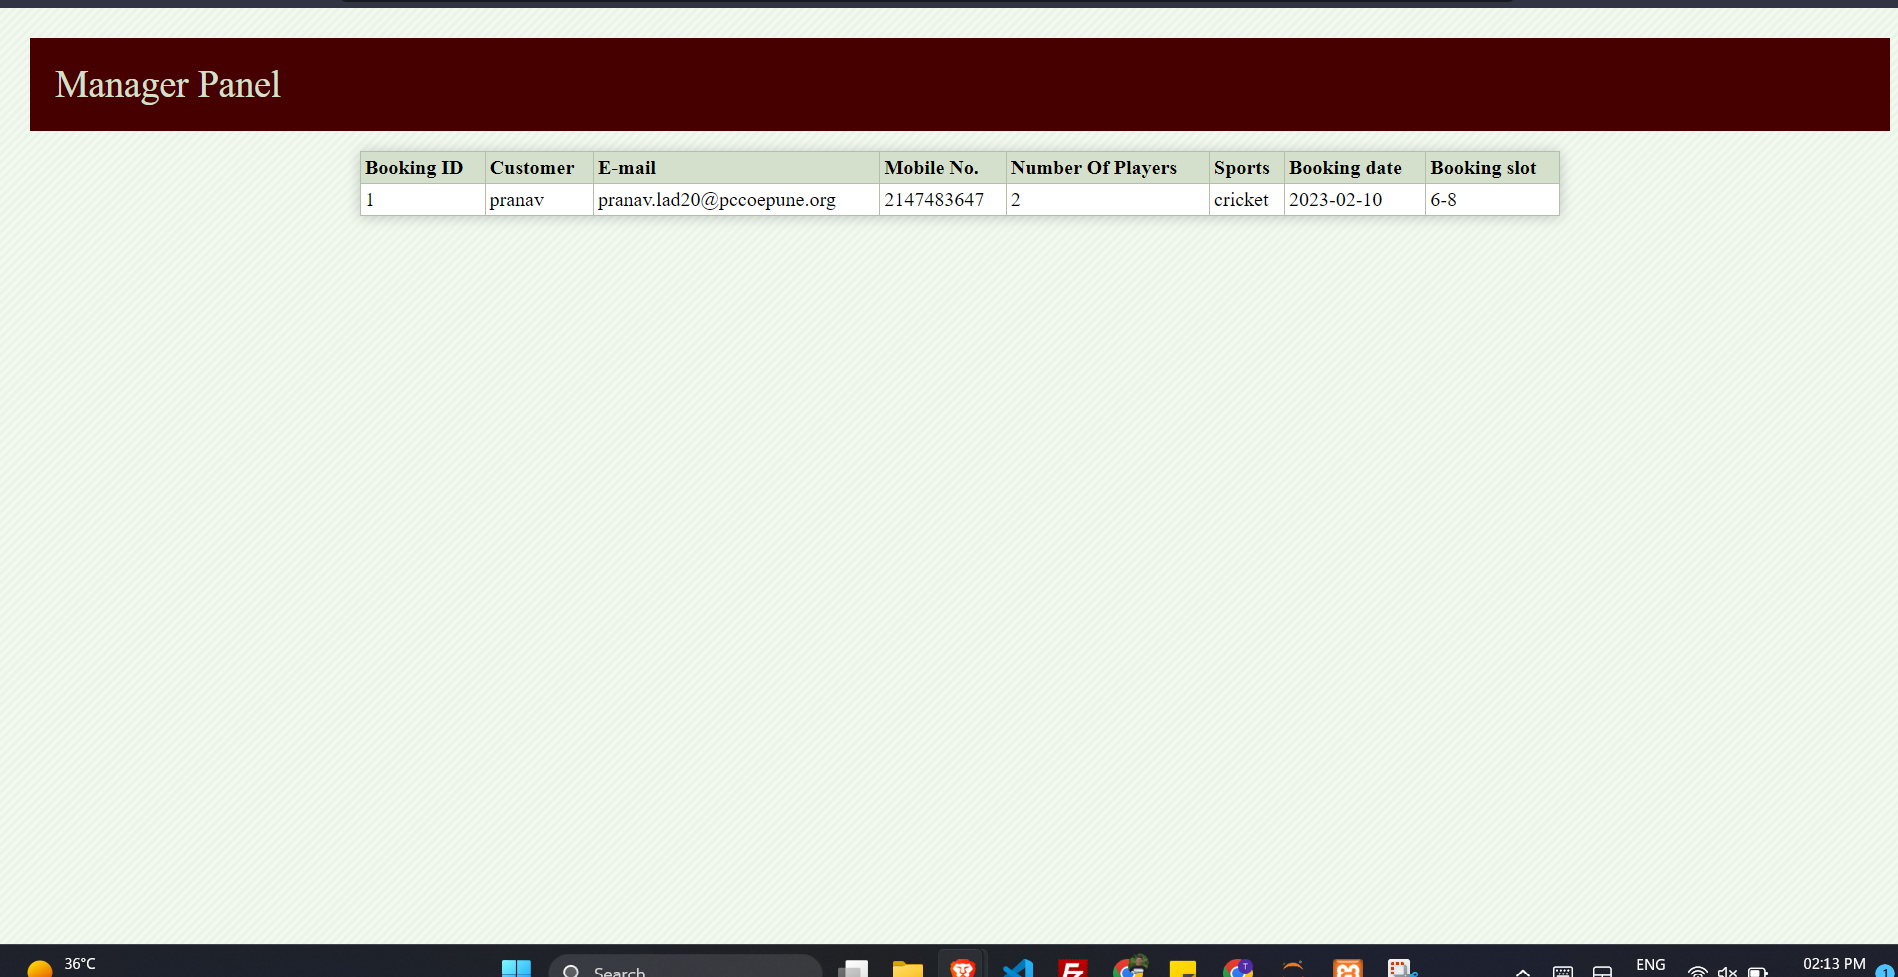 Manager Panel
Booking ID Customer E-mail Mobile No. Number Of Players Sports Booking date Booking slot
1 pranav pranav.lad20@pccoepune.org 2147483647 2 cricket 2023-02-10 6-8
36°C Search ENG 02:13 PM